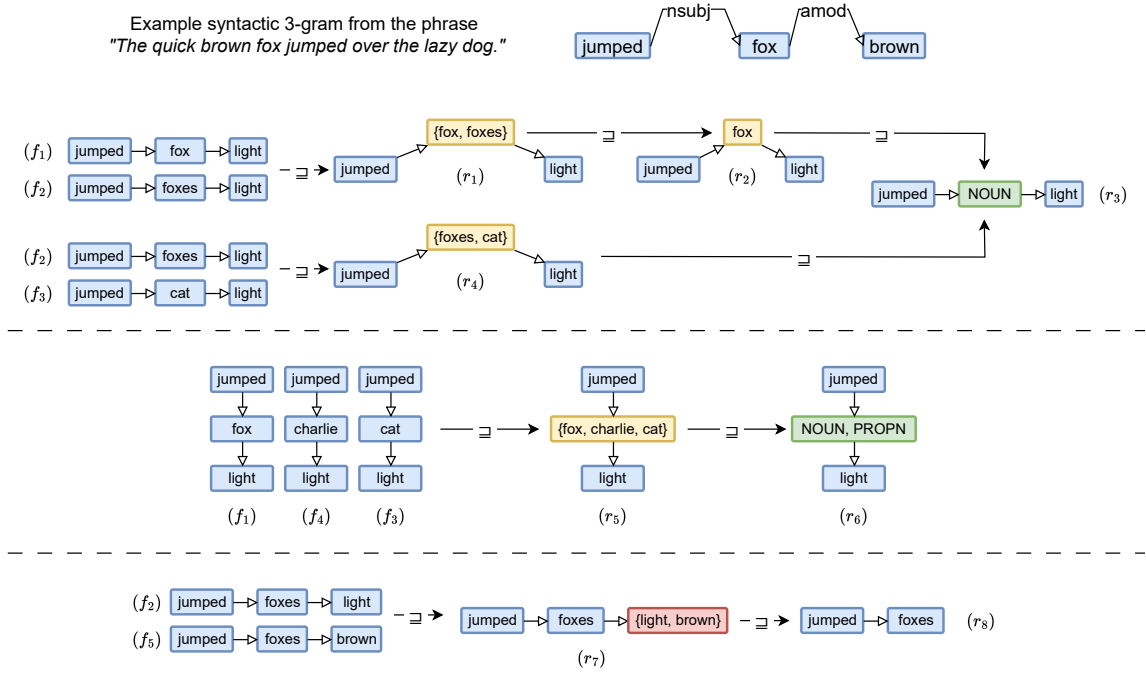 Example syntactic 3-gram from the phrase
"The quick brown fox jumped over the lazy dog."
nsubj amod
jumped fox brown
{fox, foxes} ⊒ fox ⊒
(f₁) jumped fox light
⊒ jumped (r₁) light jumped (r₂) light
(f₂) jumped foxes light
jumped NOUN light (r₃)
{foxes, cat}
(f₂) jumped foxes light ⊒
⊒ jumped (r₄) light
(f₃) jumped cat light
jumped jumped jumped jumped jumped
fox charlie cat ⊒ {fox, charlie, cat} ⊒ NOUN, PROPN
light light light light light
(f₁) (f₄) (f₃) (r₅) (r₆)
(f₂) jumped foxes light
⊒ jumped foxes {light, brown} ⊒ jumped foxes (r₈)
(f₅) jumped foxes brown
(r₇)